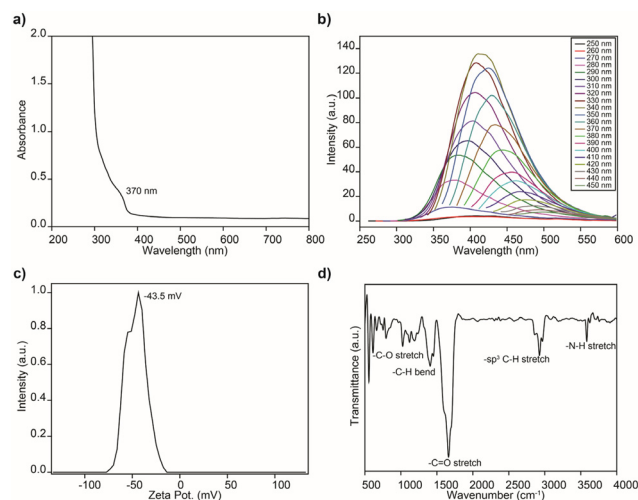 a)
2.0
1.5
1.0
0.5
0.0
Absorbance
370 nm
200 300 400 500 600 700 800
Wavelength (nm)
b)
140
120
100
80
60
40
20
0
Intensity (a.u.)
250 nm
260 nm
270 nm
280 nm
290 nm
300 nm
310 nm
320 nm
330 nm
340 nm
350 nm
360 nm
370 nm
380 nm
390 nm
400 nm
410 nm
420 nm
430 nm
440 nm
450 nm
250 300 350 400 450 500 550 600
Wavelength (nm)
c)
1.0
0.8
0.6
0.4
0.2
0.0
Intensity (a.u.)
-43.5 mV
-100 -50 0 50 100
Zeta Pot. (mV)
d)
Transmittance (a.u.)
-C-O stretch
-C-H bend
-C=O stretch
-sp³ C-H stretch
-N-H stretch
500 1000 1500 2000 2500 3000 3500 4000
Wavenumber (cm⁻¹)